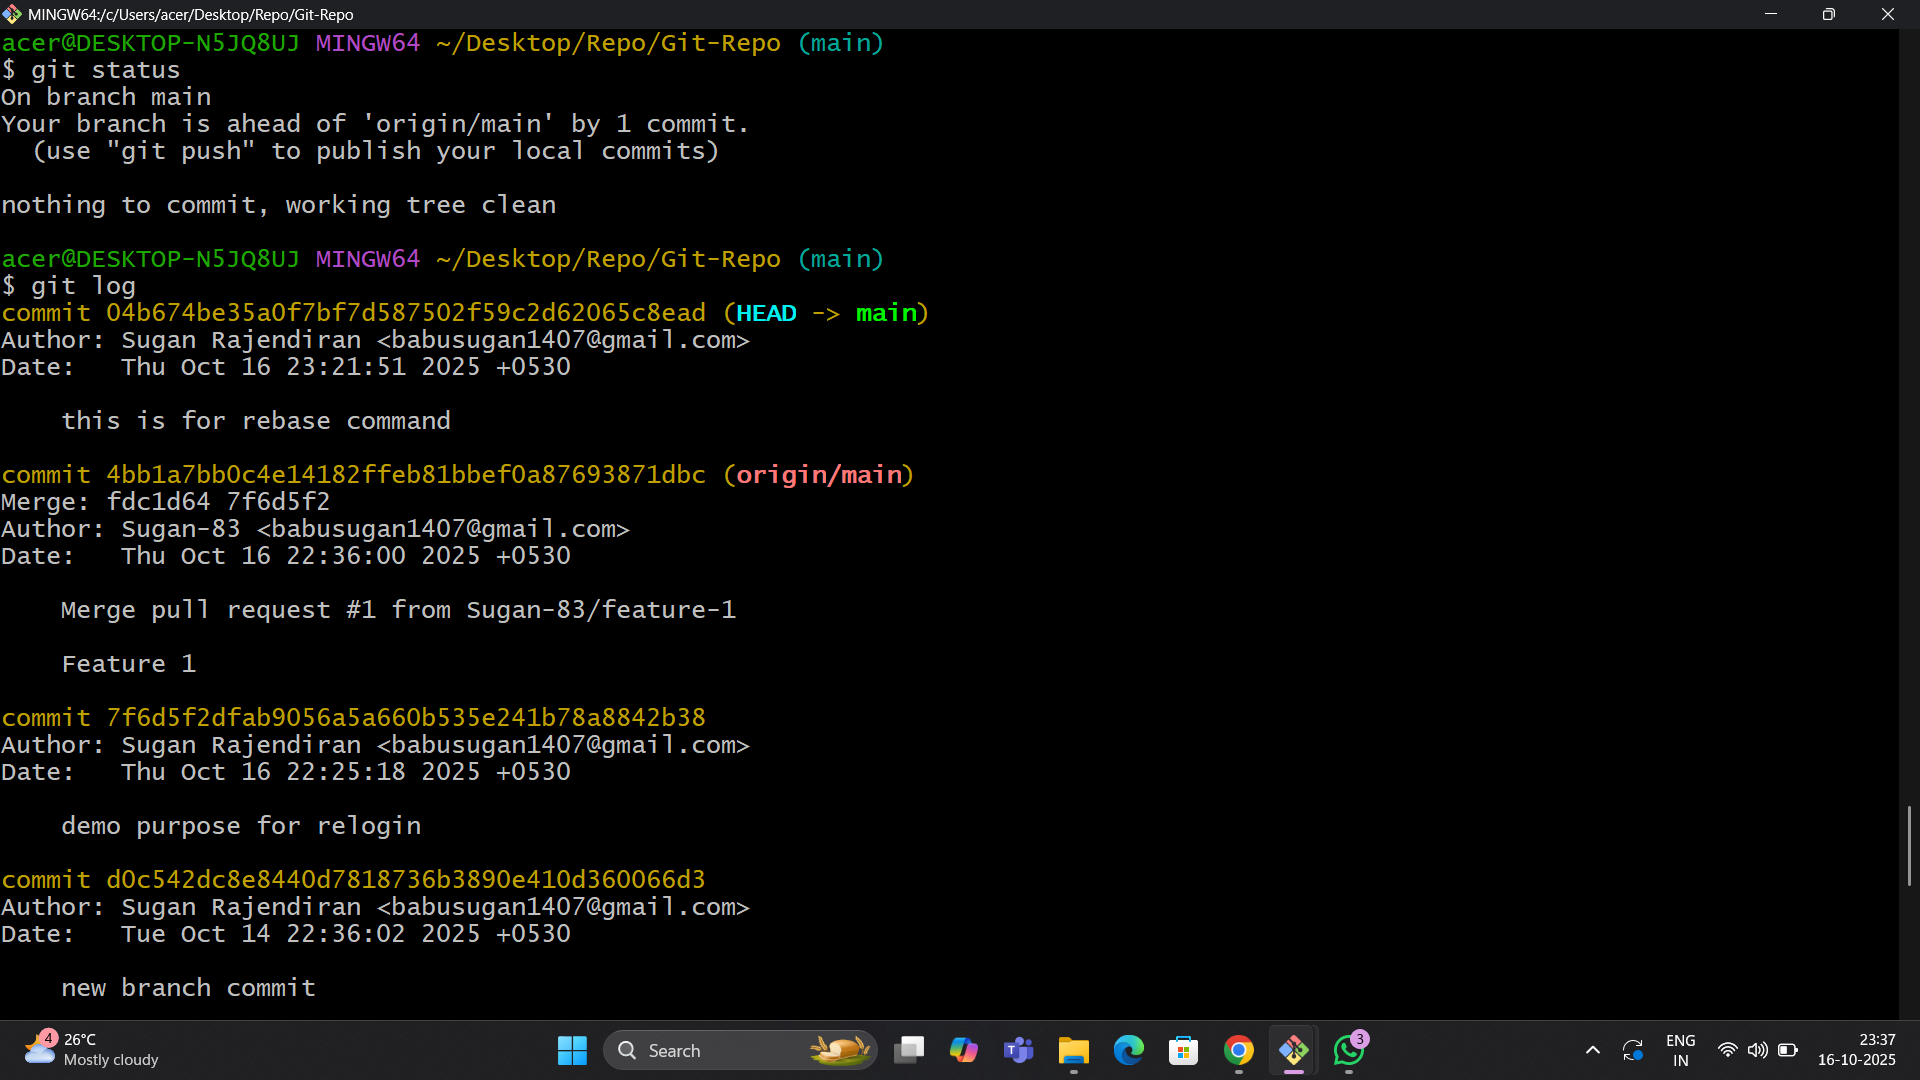 MINGW64:/c/Users/acer/Desktop/Repo/Git-Repo
acer@DESKTOP-N5JQ8UJ MINGW64 ~/Desktop/Repo/Git-Repo (main)
$ git status
On branch main
Your branch is ahead of 'origin/main' by 1 commit.
  (use "git push" to publish your local commits)

nothing to commit, working tree clean

acer@DESKTOP-N5JQ8UJ MINGW64 ~/Desktop/Repo/Git-Repo (main)
$ git log
commit 04b674be35a0f7bf7d587502f59c2d62065c8ead (HEAD -> main)
Author: Sugan Rajendiran <babusugan1407@gmail.com>
Date:   Thu Oct 16 23:21:51 2025 +0530

    this is for rebase command

commit 4bb1a7bb0c4e14182ffeb81bbef0a87693871dbc (origin/main)
Merge: fdc1d64 7f6d5f2
Author: Sugan-83 <babusugan1407@gmail.com>
Date:   Thu Oct 16 22:36:00 2025 +0530

    Merge pull request #1 from Sugan-83/feature-1

    Feature 1

commit 7f6d5f2dfab9056a5a660b535e241b78a8842b38
Author: Sugan Rajendiran <babusugan1407@gmail.com>
Date:   Thu Oct 16 22:25:18 2025 +0530

    demo purpose for relogin

commit d0c542dc8e8440d7818736b3890e410d360066d3
Author: Sugan Rajendiran <babusugan1407@gmail.com>
Date:   Tue Oct 14 22:36:02 2025 +0530

    new branch commit
4
26°C
Mostly cloudy
Search
3
ENG
IN
23:37
16-10-2025